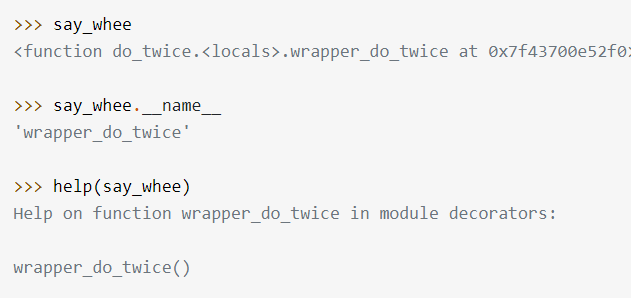 >>> say_whee
<function do_twice.<locals>.wrapper_do_twice at 0x7f43700e52f0>
>>> say_whee.__name__
'wrapper_do_twice'
>>> help(say_whee)
Help on function wrapper_do_twice in module decorators:
wrapper_do_twice()